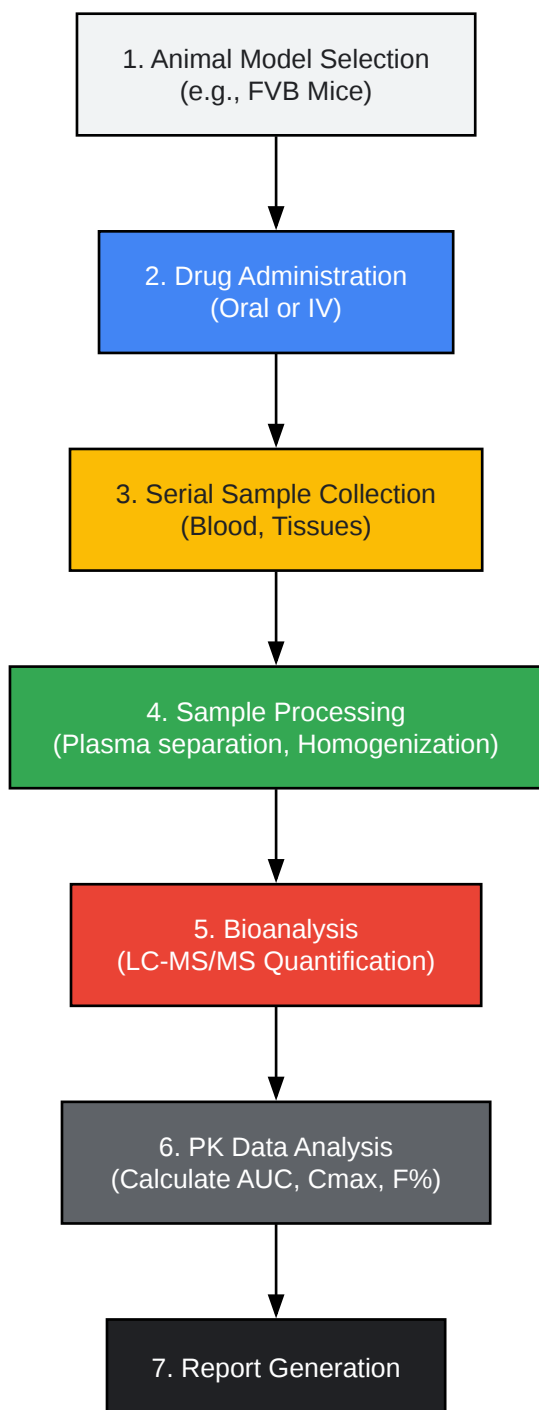 1. Animal Model Selection
(e.g., FVB Mice)
2. Drug Administration
(Oral or IV)
3. Serial Sample Collection
(Blood, Tissues)
4. Sample Processing
(Plasma separation, Homogenization)
5. Bioanalysis
(LC-MS/MS Quantification)
6. PK Data Analysis
(Calculate AUC, Cmax, F%)
7. Report Generation